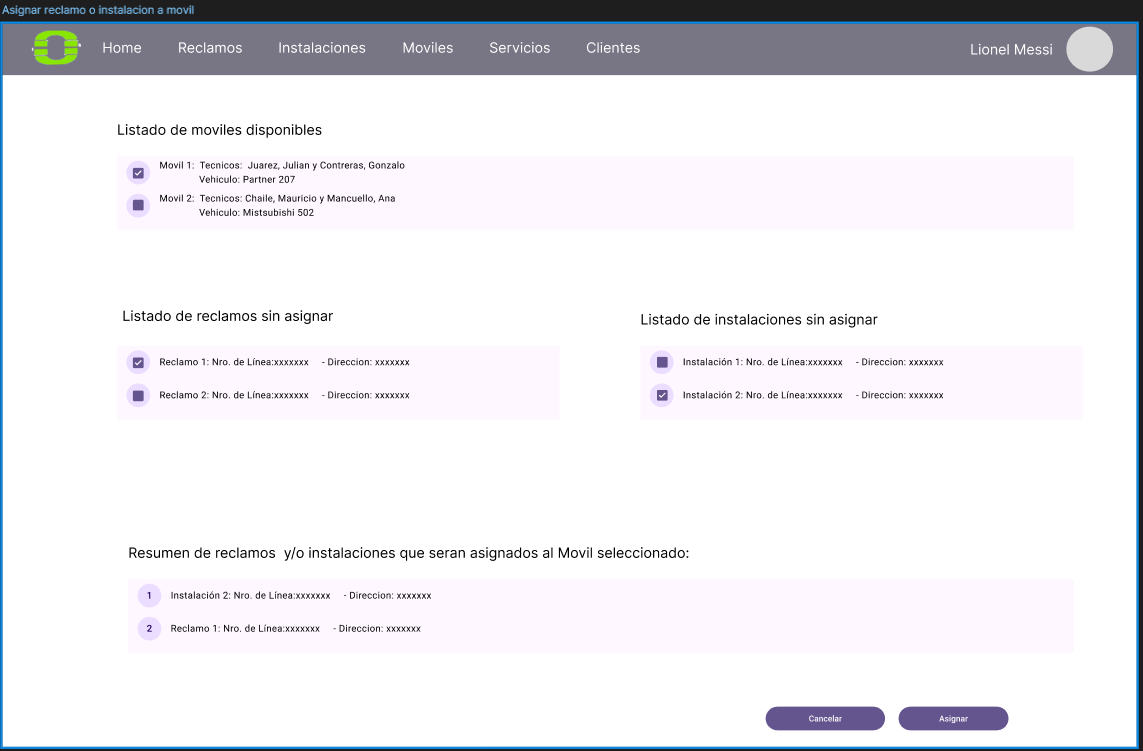 Asignar reclamo o instalacion a movil
Home Reclamos Instalaciones Moviles Servicios Clientes Lionel Messi
Listado de moviles disponibles
Movil 1: Tecnicos: Juarez, Julian y Contreras, Gonzalo
Vehiculo: Partner 207
Movil 2: Tecnicos: Chaile, Mauricio y Mancuello, Ana
Vehiculo: Mistsubishi 502
Listado de reclamos sin asignar
Reclamo 1: Nro. de Línea:xxxxxxx - Direccion: xxxxxxx
Reclamo 2: Nro. de Línea:xxxxxxx - Direccion: xxxxxxx
Listado de instalaciones sin asignar
Instalación 1: Nro. de Línea:xxxxxxx - Direccion: xxxxxxx
Instalación 2: Nro. de Línea:xxxxxxx - Direccion: xxxxxxx
Resumen de reclamos y/o instalaciones que seran asignados al Movil seleccionado:
1 Instalación 2: Nro. de Línea:xxxxxxx - Direccion: xxxxxxx
2 Reclamo 1: Nro. de Línea:xxxxxxx - Direccion: xxxxxxx
Cancelar Asignar